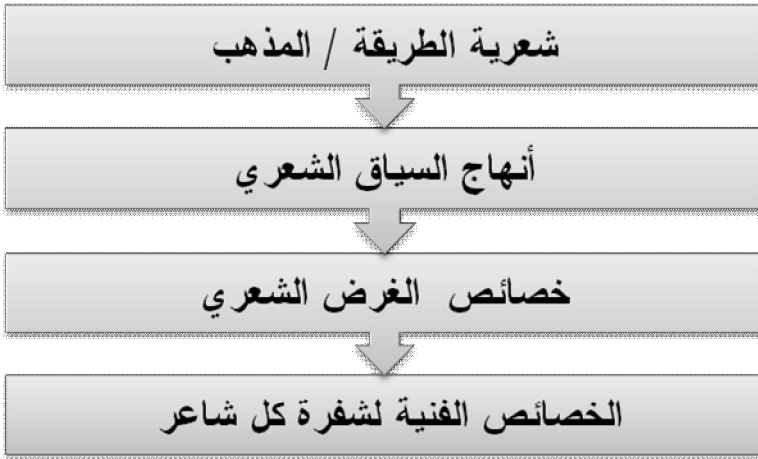 شعرية الطريقة / المذهب
أنهاج السياق الشعري
خصائص الغرض الشعري
الخصائص الفنية لشفرة كل شاعر